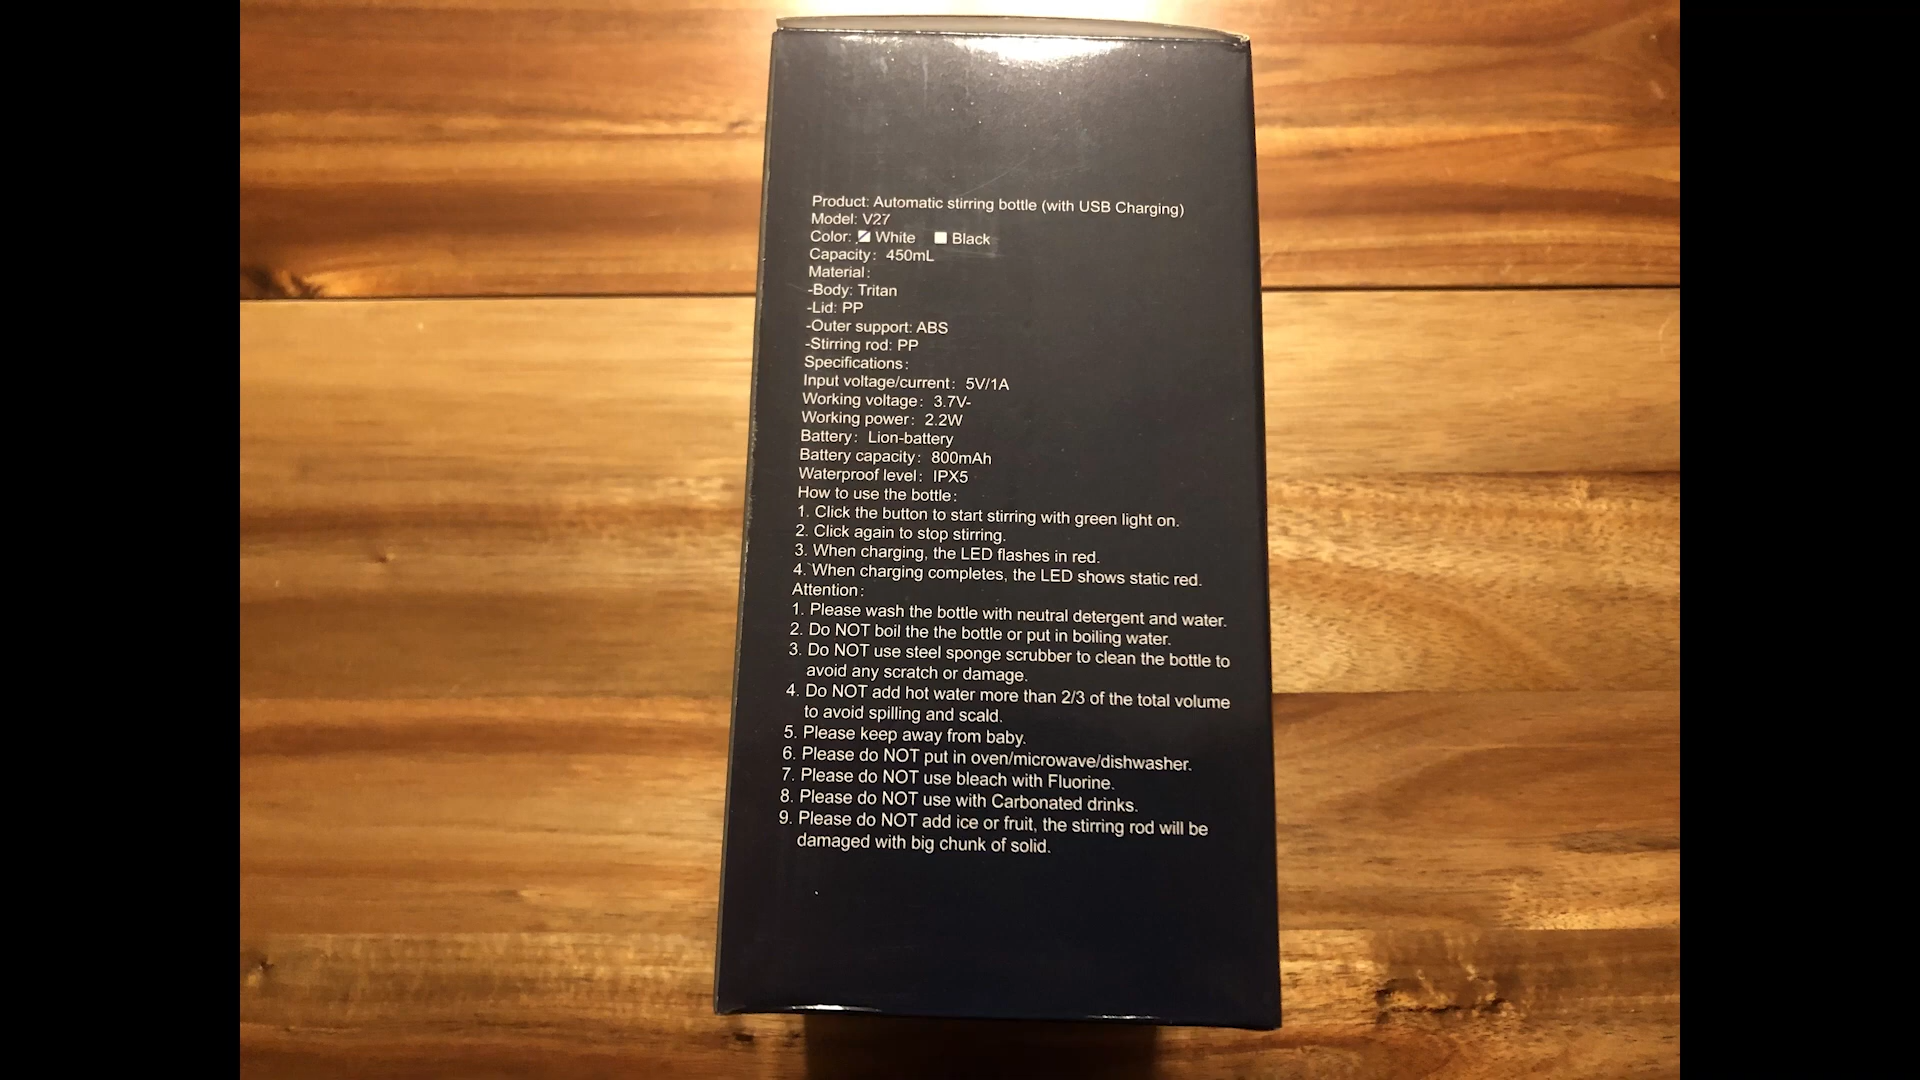 Product: Automatic stirring bottle (with USB Charging)
Model: V27
Color: White Black
Capacity: 450mL
Material:
-Body: Tritan
-Lid: PP
-Outer support: ABS
-Stirring rod: PP
Specifications:
Input voltage/current: 5V/1A
Working voltage: 3.7V-
Working power: 2.2W
Battery: Lion-battery
Battery capacity: 800mAh
Waterproof level: IPX5
How to use the bottle:
1. Click the button to start stirring with green light on.
2. Click again to stop stirring.
3. When charging, the LED flashes in red.
4. When charging completes, the LED shows static red.
Attention:
1. Please wash the bottle with neutral detergent and water.
2. Do NOT boil the the bottle or put in boiling water.
3. Do NOT use steel sponge scrubber to clean the bottle to
avoid any scratch or damage.
4. Do NOT add hot water more than 2/3 of the total volume
to avoid spilling and scald.
5. Please keep away from baby.
6. Please do NOT put in oven/microwave/dishwasher.
7. Please do NOT use bleach with Fluorine.
8. Please do NOT use with Carbonated drinks.
9. Please do NOT add ice or fruit, the stirring rod will be
damaged with big chunk of solid.